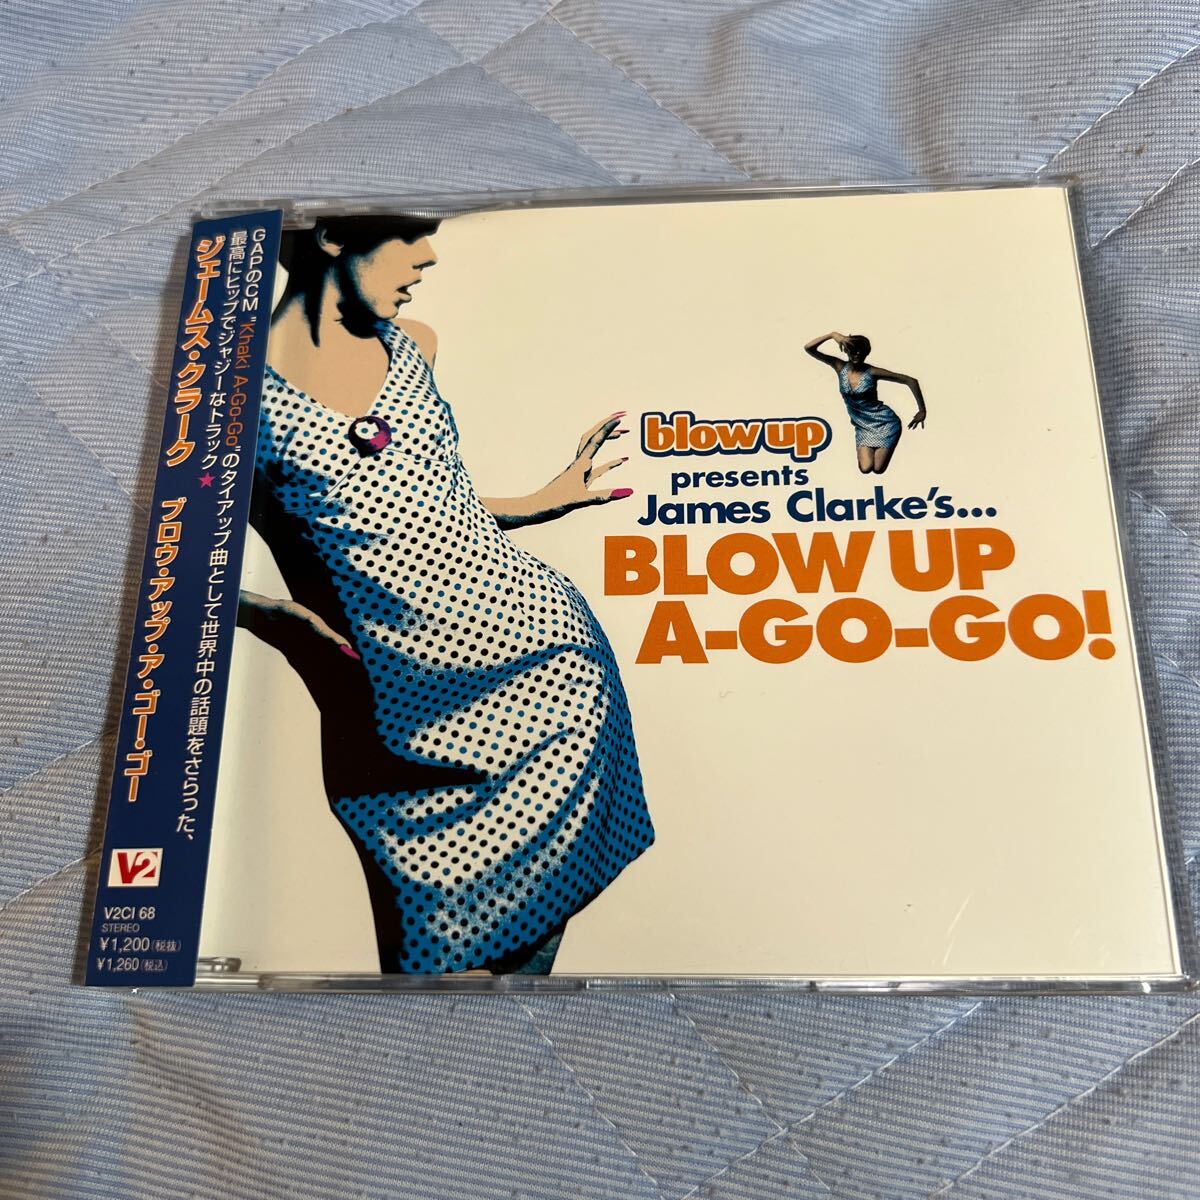 GAPのCM "Khaki A-Go-Go"のタイアップ曲として世界中の話題をさらった、
最高にヒップでジャジーなトラック★
ジェームス・クラーク ブロウ・アップ・ア・ゴー・ゴー
V2
V2CI 68
STEREO
¥1,200(税抜)
¥1,260(税込)
blow up
presents
James Clarke's...
BLOW UP
A-GO-GO!